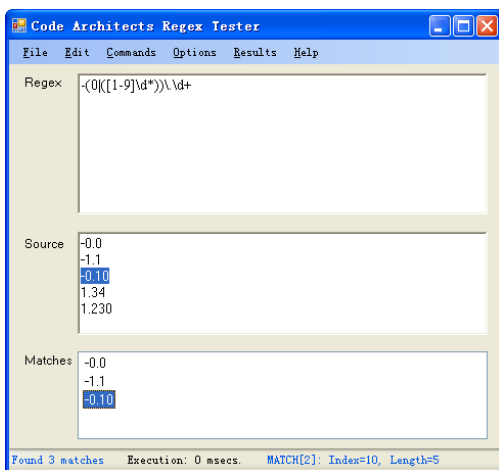 Code Architects Regex Tester
File Edit Commands Options Results Help
Regex
-(0|([1-9]\d*))\.\d+
Source
-0.0
-1.1
-0.10
1.34
1.230
Matches
-0.0
-1.1
-0.10
Found 3 matches Execution: 0 msecs. MATCH[2]: Index=10, Length=5